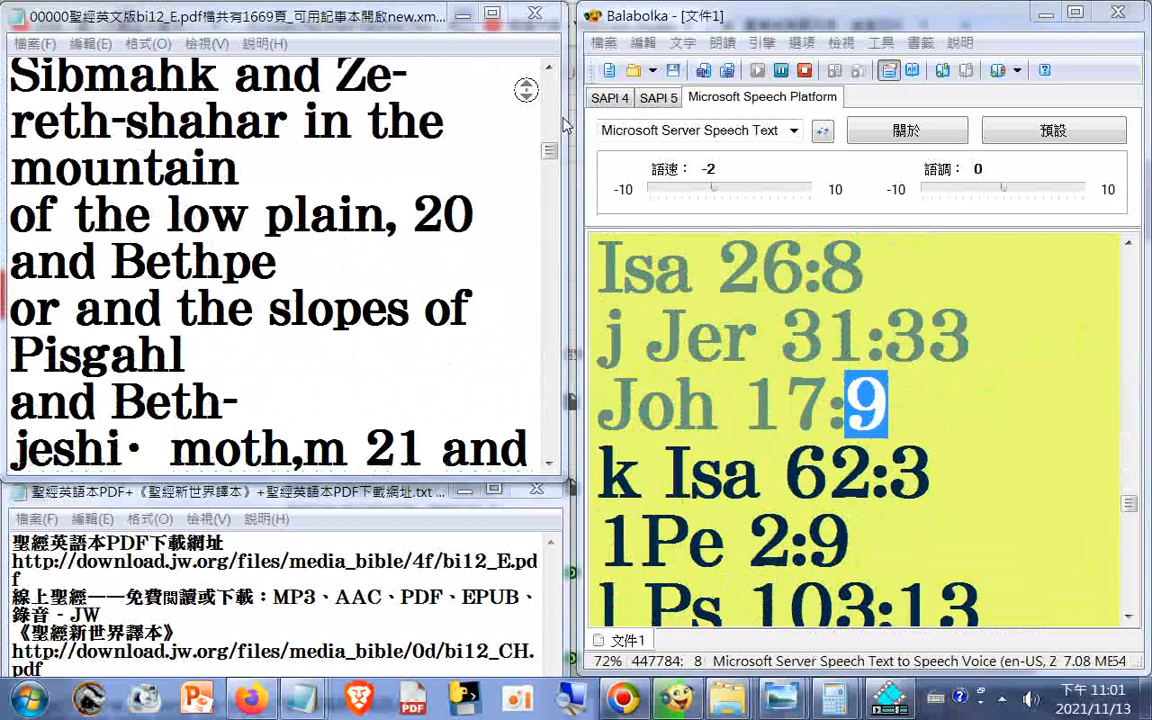 00000聖經英文版bi12_E.pdf檔共有1669頁_可用記事本開啟new.xm...
檔案(F) 編輯(E) 格式(O) 檢視(V) 說明(H)
Sibmahk and Ze-
reth-shahar in the
mountain
of the low plain, 20
and Bethpe
or and the slopes of
Pisgahl
and Beth-
jeshi· moth,m 21 and
聖經英語本PDF+《聖經新世界譯本》+聖經英語本PDF下載網址.txt ...
檔案(F) 編輯(E) 格式(O) 檢視(V) 說明(H)
聖經英語本PDF下載網址
http://download.jw.org/files/media_bible/4f/bi12_E.pd
f
線上聖經——免費閱讀或下載：MP3、AAC、PDF、EPUB、
錄音 - JW
《聖經新世界譯本》
http://download.jw.org/files/media_bible/0d/bi12_CH.
pdf
Balabolka - [文件1]
檔案 編輯 文字 朗讀 引擎 選項 檢視 工具 書籤 說明
SAPI 4 SAPI 5 Microsoft Speech Platform
Microsoft Server Speech Text 關於 預設
語速： -2 語調： 0
-10 10 -10 10
Isa 26:8
j Jer 31:33
Joh 17:9
k Isa 62:3
1Pe 2:9
l Ps 103:13
文件1
72% 447784: 8 Microsoft Server Speech Text to Speech Voice (en-US, Z 7.08 ME54
下午 11:01
2021/11/13